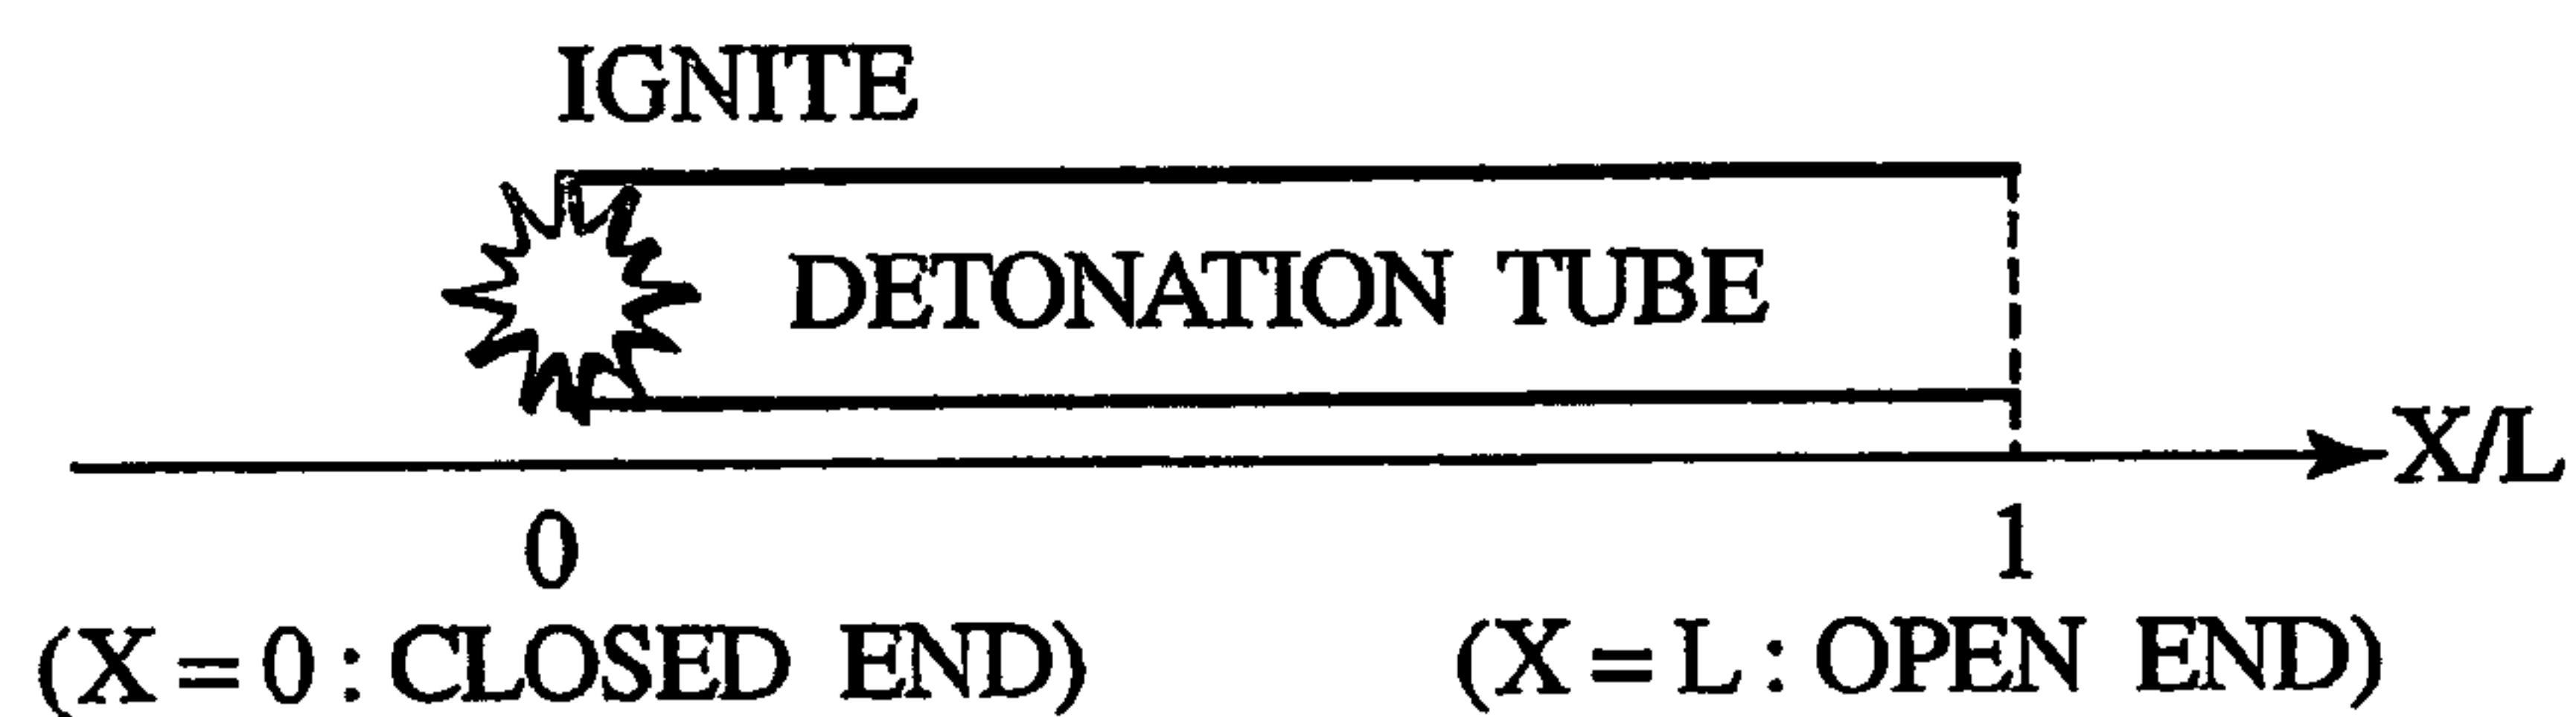 IGNITE
DETONATION TUBE
X/L
0 1
(X = 0 : CLOSED END) (X = L : OPEN END)